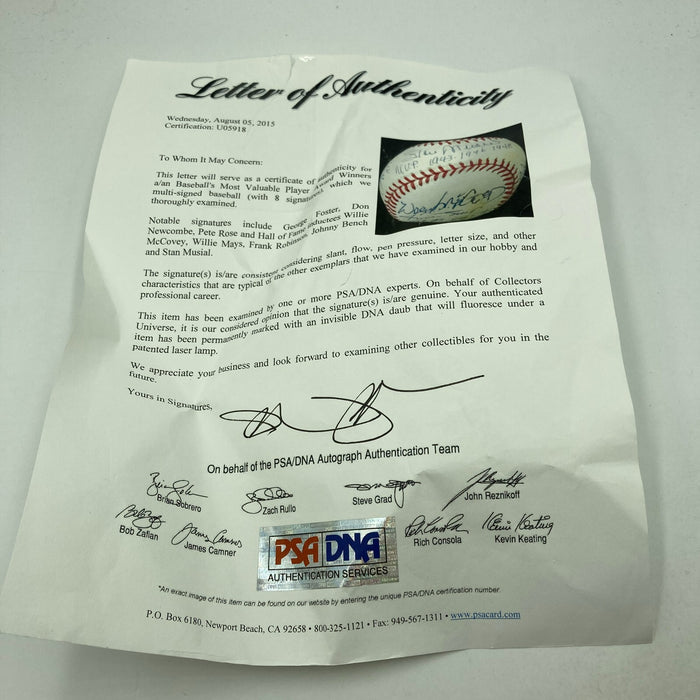 Letter of Authenticity
Wednesday, August 05, 2015
Certification: U05918
To Whom It May Concern:
This letter will serve as a certificate of authenticity for
a/an Baseball's Most Valuable Player Award Winners
multi-signed baseball (with 8 signatures), which we
thoroughly examined.
Notable signatures include George Foster, Don
Newcombe, Pete Rose and Hall of Fame inductees Willie
McCovey, Willie Mays, Frank Robinson, Johnny Bench
and Stan Musial.
The signature(s) is/are consistent considering slant, flow, pen pressure, letter size, and other
characteristics that are typical of the other exemplars that we have examined in our hobby and
professional career.
This item has been examined by one or more PSA/DNA experts. On behalf of Collectors
Universe, it is our considered opinion that the signature(s) is/are genuine. Your authenticated
item has been permanently marked with an invisible DNA daub that will fluoresce under a
patented laser lamp.
We appreciate your business and look forward to examining other collectibles for you in the
future.
Yours in Signatures,
On behalf of the PSA/DNA Autograph Authentication Team
Brian Sobrero
Zach Rullo
Steve Grad
John Reznikoff
Bob Zafian
James Camner
Rich Consola
Kevin Keating
PSA DNA
AUTHENTICATION SERVICES
*An exact image of this item can be found on our website by entering the unique PSA/DNA certification number.
P.O. Box 6180, Newport Beach, CA 92658 • 800-325-1121 • Fax: 949-567-1311 • www.psacard.com